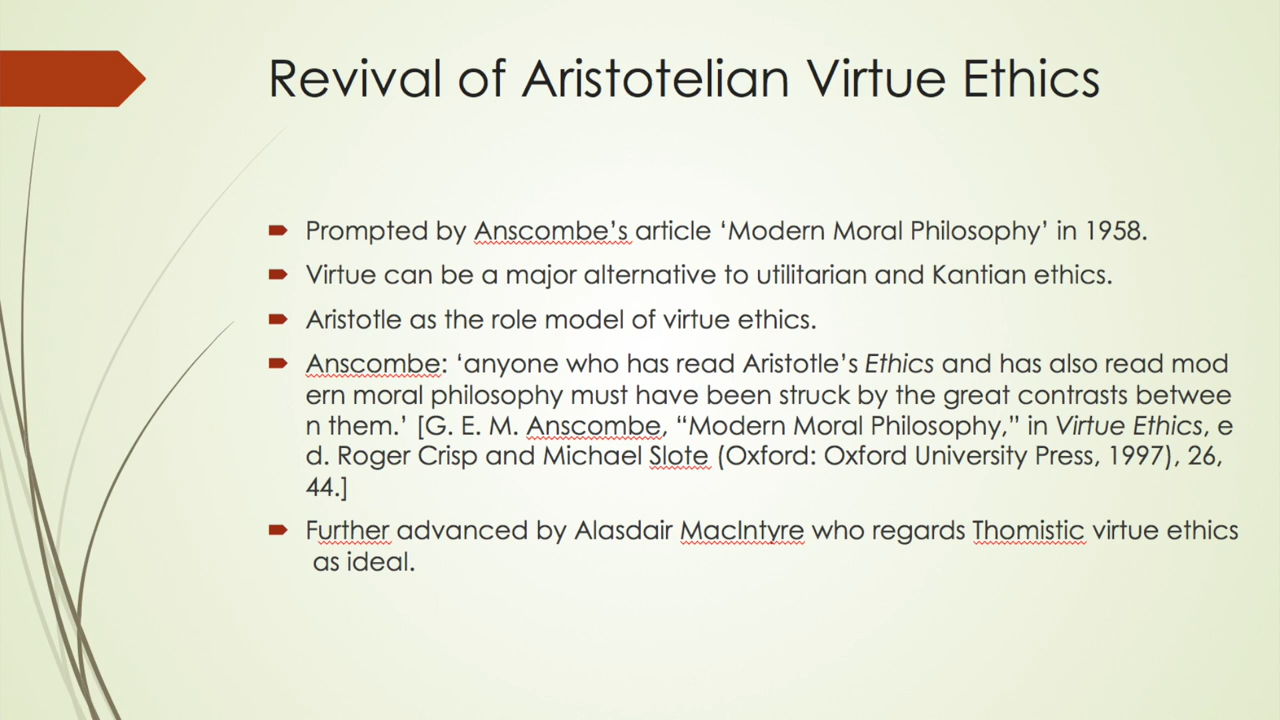 Revival of Aristotelian Virtue Ethics
Prompted by Anscombe’s article ‘Modern Moral Philosophy’ in 1958.
Virtue can be a major alternative to utilitarian and Kantian ethics.
Aristotle as the role model of virtue ethics.
Anscombe: ‘anyone who has read Aristotle’s Ethics and has also read mod
ern moral philosophy must have been struck by the great contrasts betwee
n them.’ [G. E. M. Anscombe, “Modern Moral Philosophy,” in Virtue Ethics, e
d. Roger Crisp and Michael Slote (Oxford: Oxford University Press, 1997), 26,
44.]
Further advanced by Alasdair MacIntyre who regards Thomistic virtue ethics
as ideal.